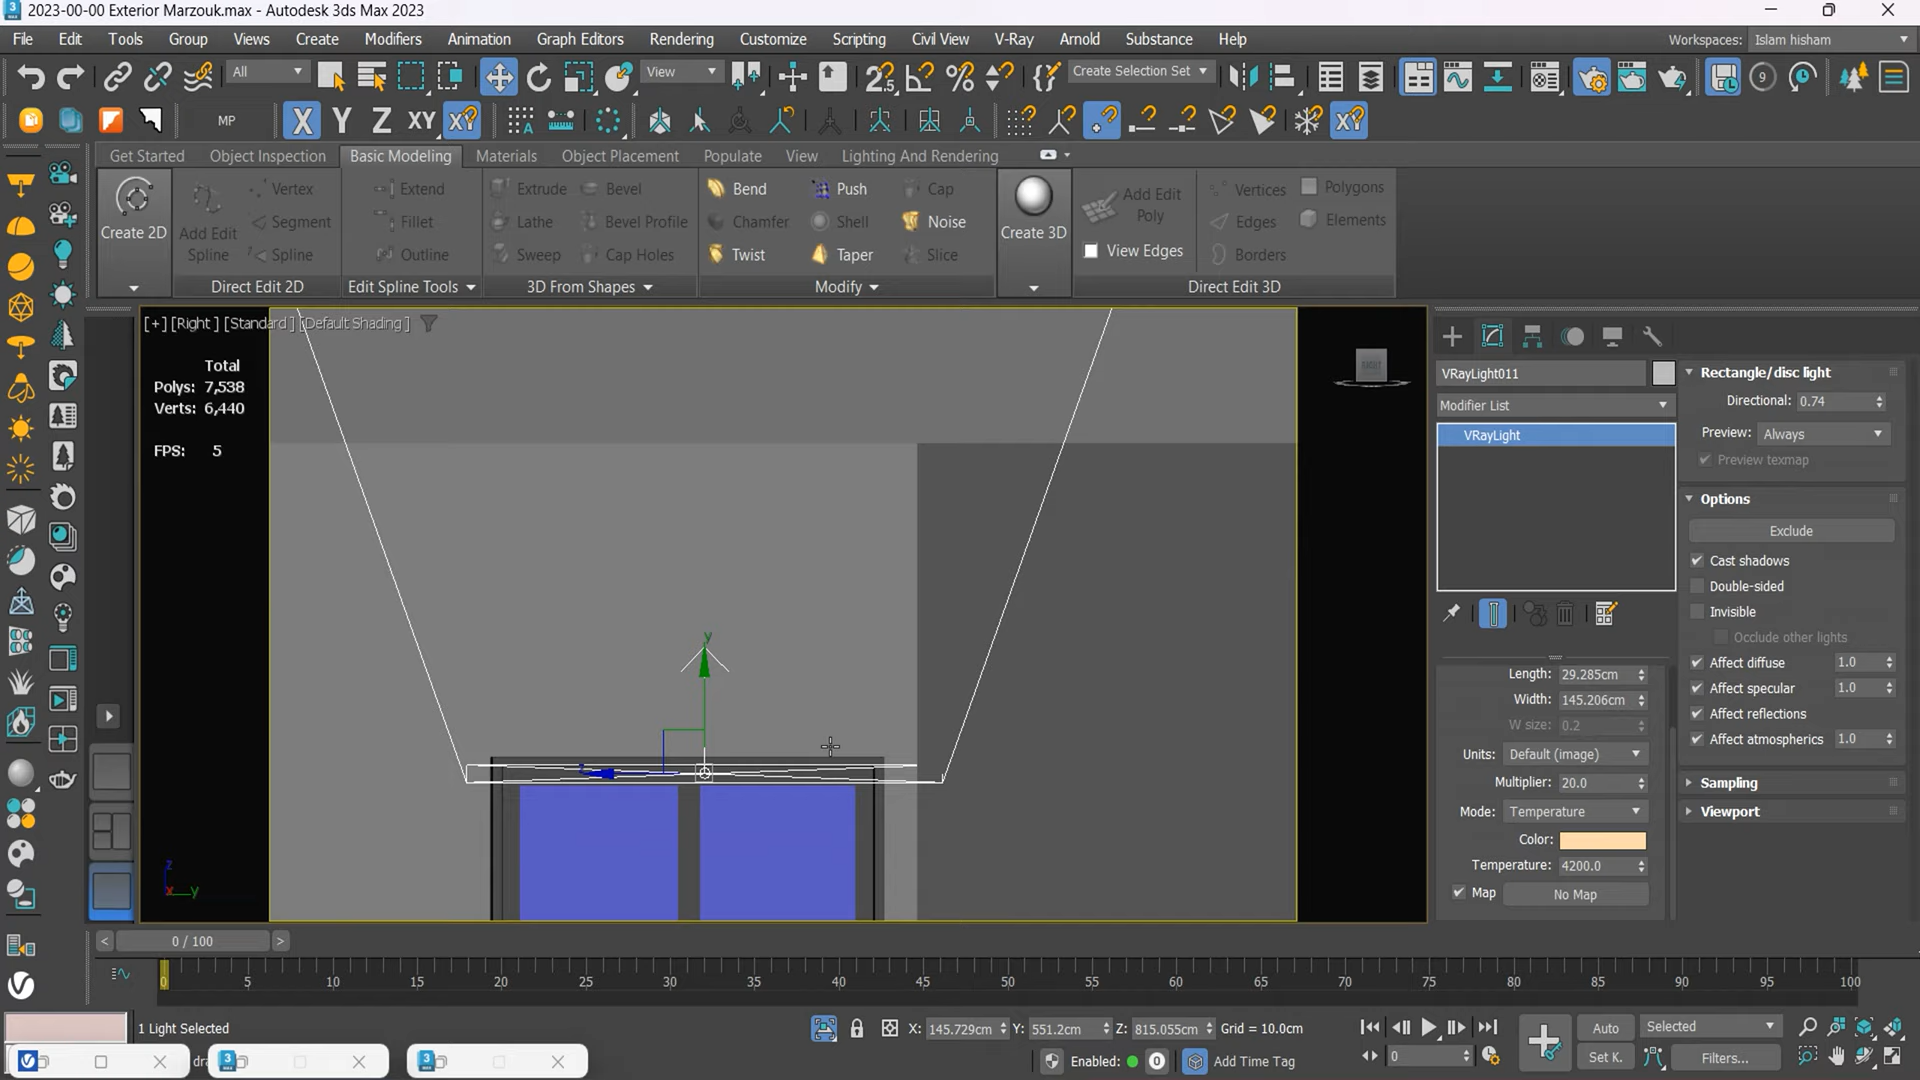 2023-00-00 Exterior Marzouk.max - Autodesk 3ds Max 2023
File Edit Tools Group Views Create Modifiers Animation Graph Editors Rendering Customize Scripting Civil View V-Ray Arnold Substance Help
Workspaces: Islam hisham
All View Create Selection Set 9
MP X Y Z XY XY XY
Get Started Object Inspection Basic Modeling Materials Object Placement Populate View Lighting And Rendering
Create 2D
Add Edit Spline
Vertex
Segment
Spline
Direct Edit 2D
Extend
Fillet
Outline
Edit Spline Tools
Extrude Bevel
Lathe Bevel Profile
Sweep Cap Holes
3D From Shapes
Bend Push Cap
Chamfer Shell Noise
Twist Taper Slice
Modify
Create 3D
Add Edit Poly
View Edges
Vertices Polygons
Edges Elements
Borders
Direct Edit 3D
[+] [Right ] [Standard ] [Default Shading ]
Total
Polys: 7,538
Verts: 6,440
FPS: 5
RIGHT
y
z
z
x y
VRayLight011
Modifier List
VRayLight
Length: 29.285cm
Width: 145.206cm
W size: 0.2
Units: Default (image)
Multiplier: 20.0
Mode: Temperature
Color:
Temperature: 4200.0
Map No Map
Rectangle/disc light
Directional: 0.74
Preview: Always
Preview texmap
Options
Exclude
Cast shadows
Double-sided
Invisible
Occlude other lights
Affect diffuse 1.0
Affect specular 1.0
Affect reflections
Affect atmospherics 1.0
Sampling
Viewport
< 0 / 100 >
0 5 10 15 20 25 30 35 40 45 50 55 60 65 70 75 80 85 90 95 100
1 Light Selected
X: 145.729cm Y: 551.2cm Z: 815.055cm Grid = 10.0cm
Enabled: 0 Add Time Tag
0
Auto Selected
Set K. Filters...